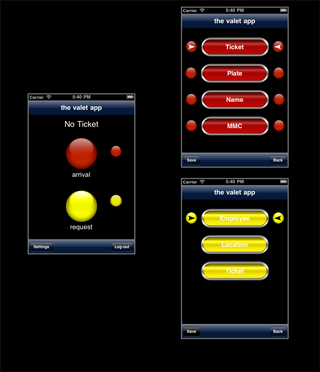 Carrier 5:40 PM
the valet app
No Ticket
arrival
request
Settings Log-out
Carrier 5:40 PM
the valet app
Ticket
Plate
Name
MMC
Save Back
Carrier 5:40 PM
the valet app
Employee
Location
Ticket
Save Back